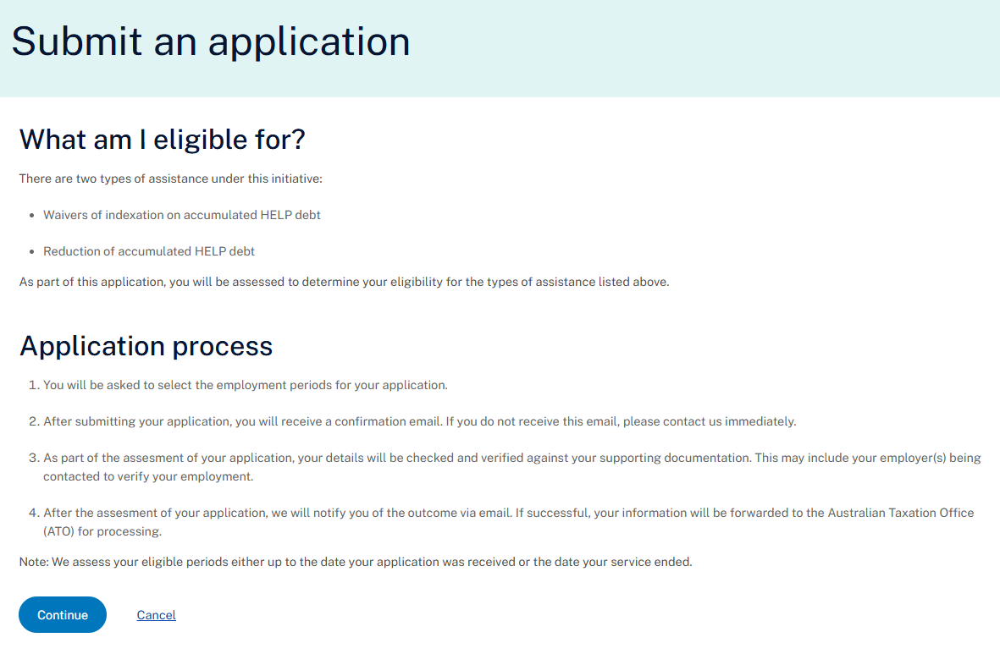 Submit an application
What am I eligible for?
There are two types of assistance under this initiative:
• Waivers of indexation on accumulated HELP debt
• Reduction of accumulated HELP debt
As part of this application, you will be assessed to determine your eligibility for the types of assistance listed above.
Application process
1. You will be asked to select the employment periods for your application.
2. After submitting your application, you will receive a confirmation email. If you do not receive this email, please contact us immediately.
3. As part of the assesment of your application, your details will be checked and verified against your supporting documentation. This may include your employer(s) being
contacted to verify your employment.
4. After the assesment of your application, we will notify you of the outcome via email. If successful, your information will be forwarded to the Australian Taxation Office
(ATO) for processing.
Note: We assess your eligible periods either up to the date your application was received or the date your service ended.
Continue Cancel